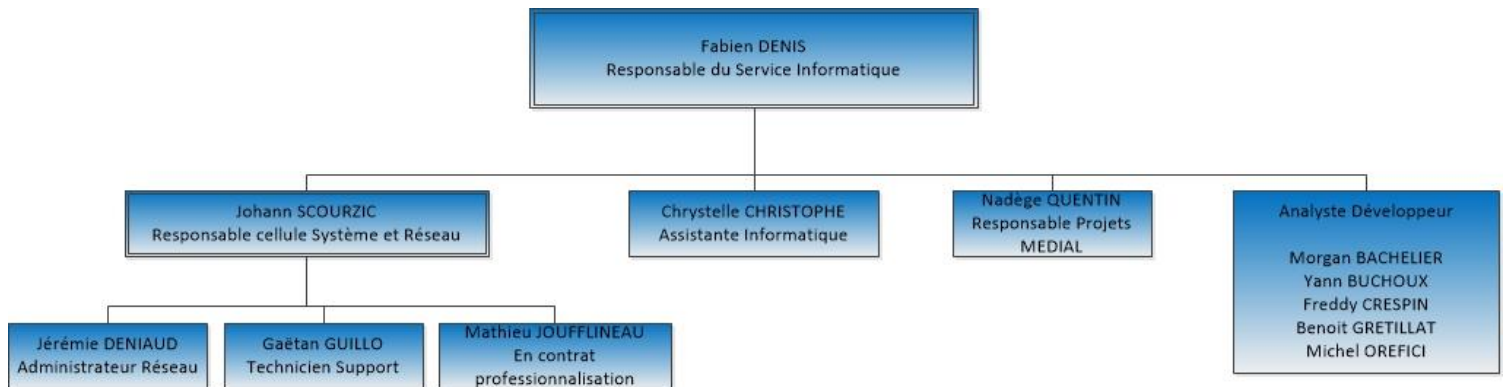 Fabien DENIS
Responsable du Service Informatique
Johann SCOURZIC
Responsable cellule Système et Réseau
Chrystelle CHRISTOPHE
Assistante Informatique
Nadège QUENTIN
Responsable Projets
MEDIAL
Analyste Développeur
Morgan BACHELIER
Yann BUCHOUX
Freddy CRESPIN
Benoit GRETILLAT
Michel OREFICI
Jérémie DENIAUD
Administrateur Réseau
Gaëtan GUILLO
Technicien Support
Mathieu JOUFFLINEAU
En contrat
professionnalisation